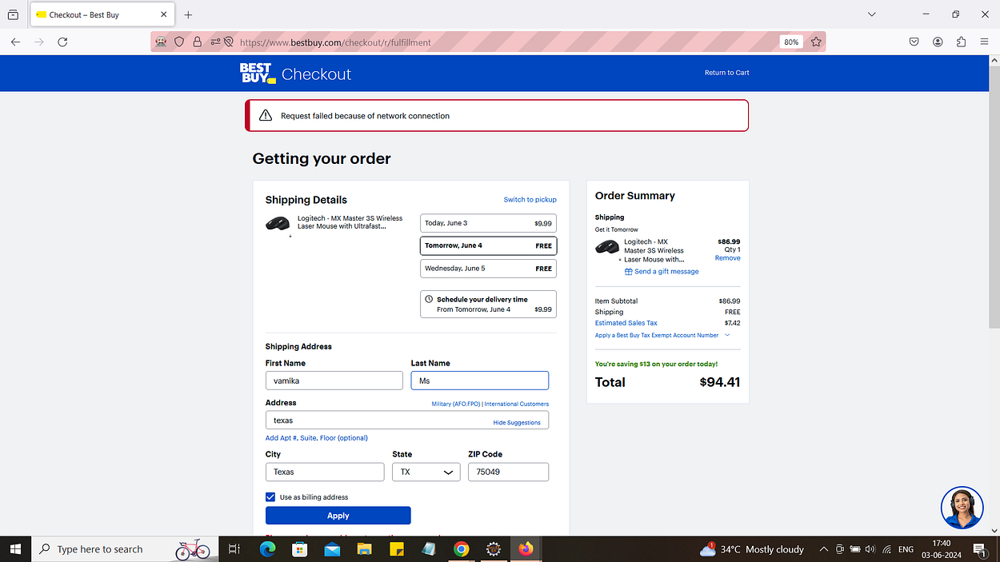 Checkout – Best Buy
https://www.bestbuy.com/checkout/r/fulfillment
80%
BEST BUY Checkout
Return to Cart
Request failed because of network connection
Getting your order
Shipping Details
Switch to pickup
Logitech - MX Master 3S Wireless
Laser Mouse with Ultrafast...
Today, June 3 $9.99
Tomorrow, June 4 FREE
Wednesday, June 5 FREE
Schedule your delivery time
From Tomorrow, June 4 $9.99
Shipping Address
First Name Last Name
vamika Ms
Address Military (AFO.FPO) | International Customers
texas Hide Suggestions
Add Apt #, Suite, Floor (optional)
City State ZIP Code
Texas TX 75049
Use as billing address
Apply
Order Summary
Shipping
Get it Tomorrow
Logitech - MX $86.99
Master 3S Wireless Qty 1
Laser Mouse with... Remove
Send a gift message
Item Subtotal $86.99
Shipping FREE
Estimated Sales Tax $7.42
Apply a Best Buy Tax Exempt Account Number
You're saving $13 on your order today!
Total $94.41
Type here to search
1
34°C Mostly cloudy
ENG
17:40
03-06-2024
1